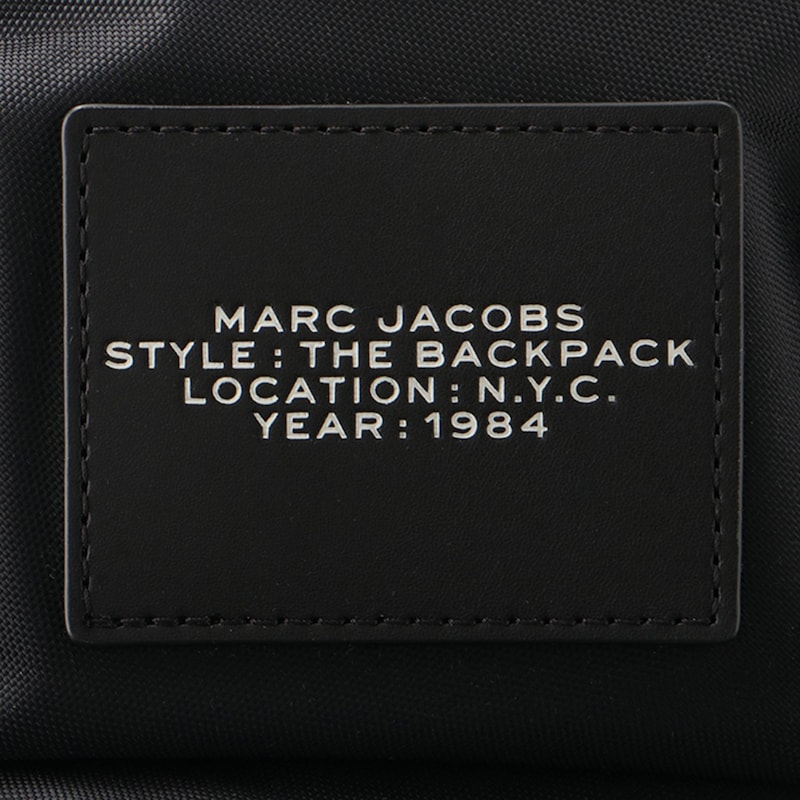 MARC JACOBS
STYLE : THE BACKPACK
LOCATION : N.Y.C.
YEAR : 1984